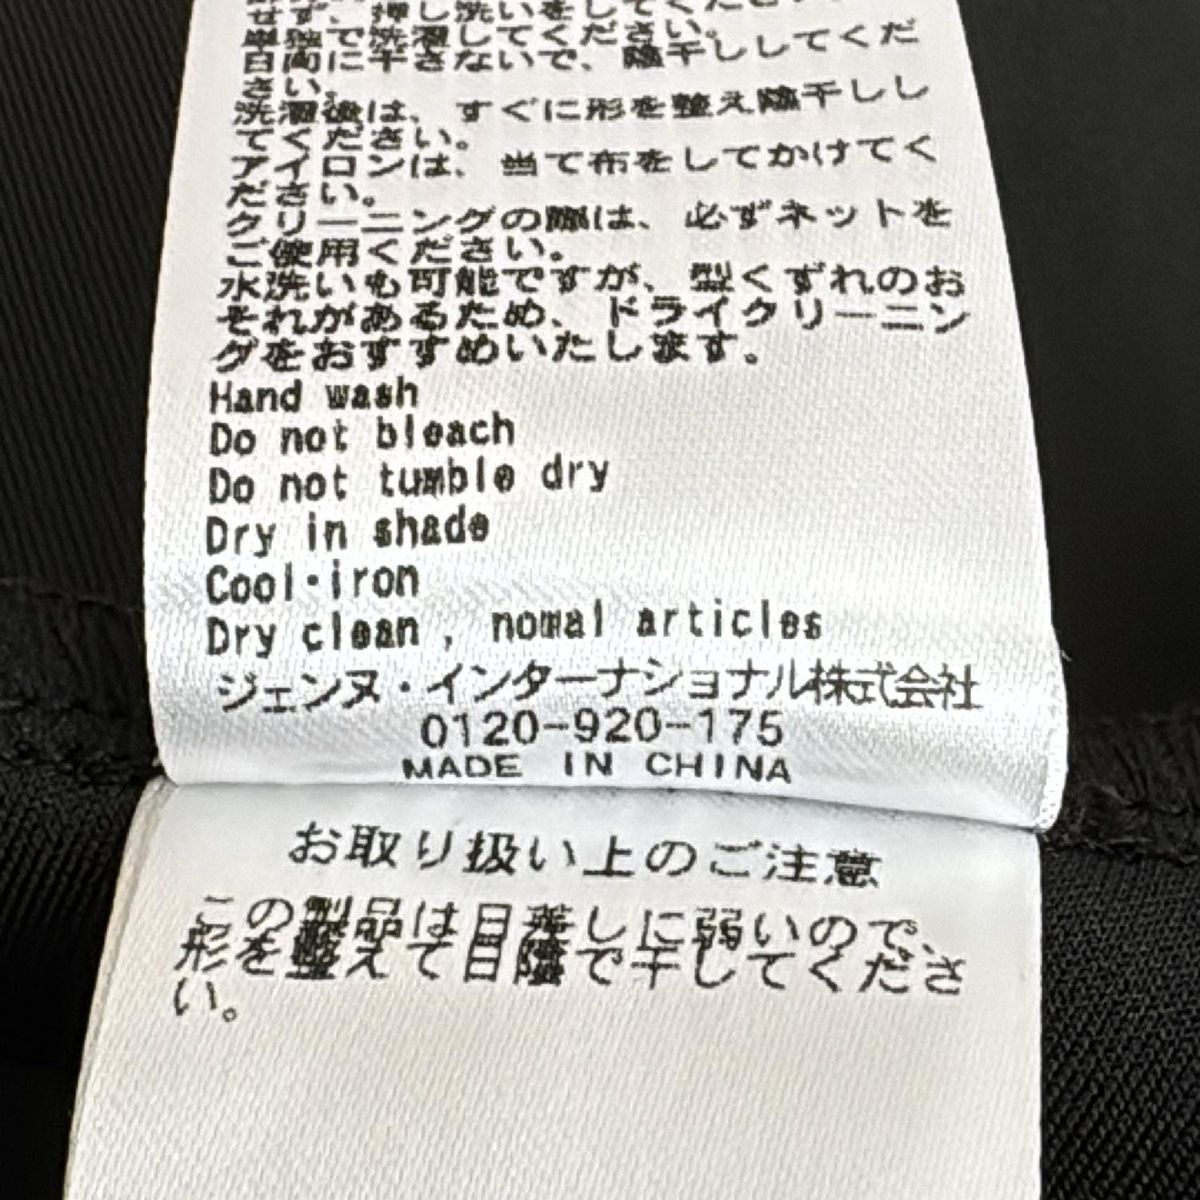 せず、押し洗いをしてください。
単独で洗濯してください。
日向に干さないで、陰干ししてくだ
さい。
洗濯後は、すぐに形を整え陰干しし
てください。
アイロンは、当て布をしてかけてく
ださい。
クリーニングの際は、必ずネットを
ご使用ください。
水洗いも可能ですが、型くずれのお
それがあるため、ドライクリーニン
グをおすすめいたします。
Hand wash
Do not bleach
Do not tumble dry
Dry in shade
Cool・iron
Dry clean , nomal articles
ジェンヌ・インターナショナル株式会社
0120-920-175
MADE IN CHINA
お取り扱い上のご注意
この製品は目落しに弱いので、
形を整えて日陰で干してくださ
い。